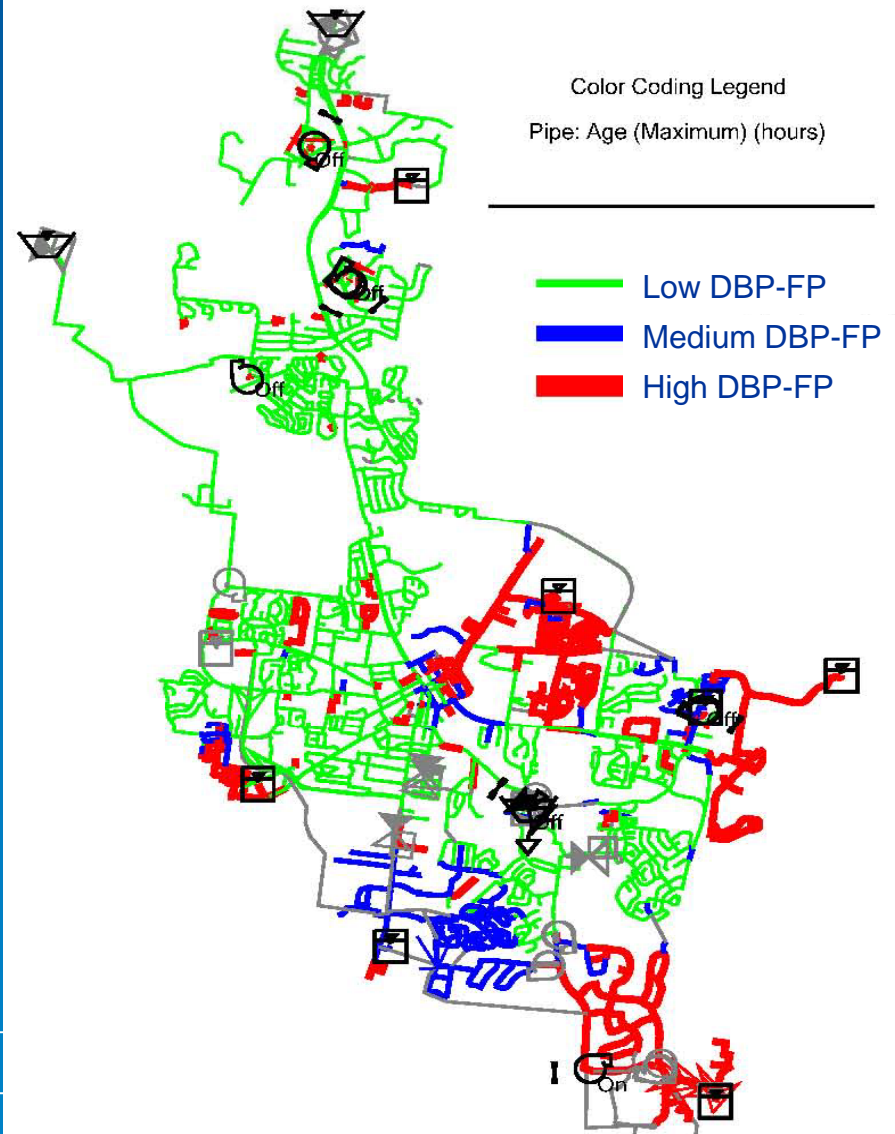 Color Coding Legend
Pipe: Age (Maximum) (hours)
Off
Off
Low DBP-FP
Medium DBP-FP
High DBP-FP
Off
Off
Off
On